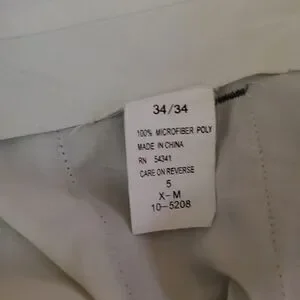 34/34
100% MICROFIBER POLY
MADE IN CHINA
RN 54341
CARE ON REVERSE
5
X-M
10-5208